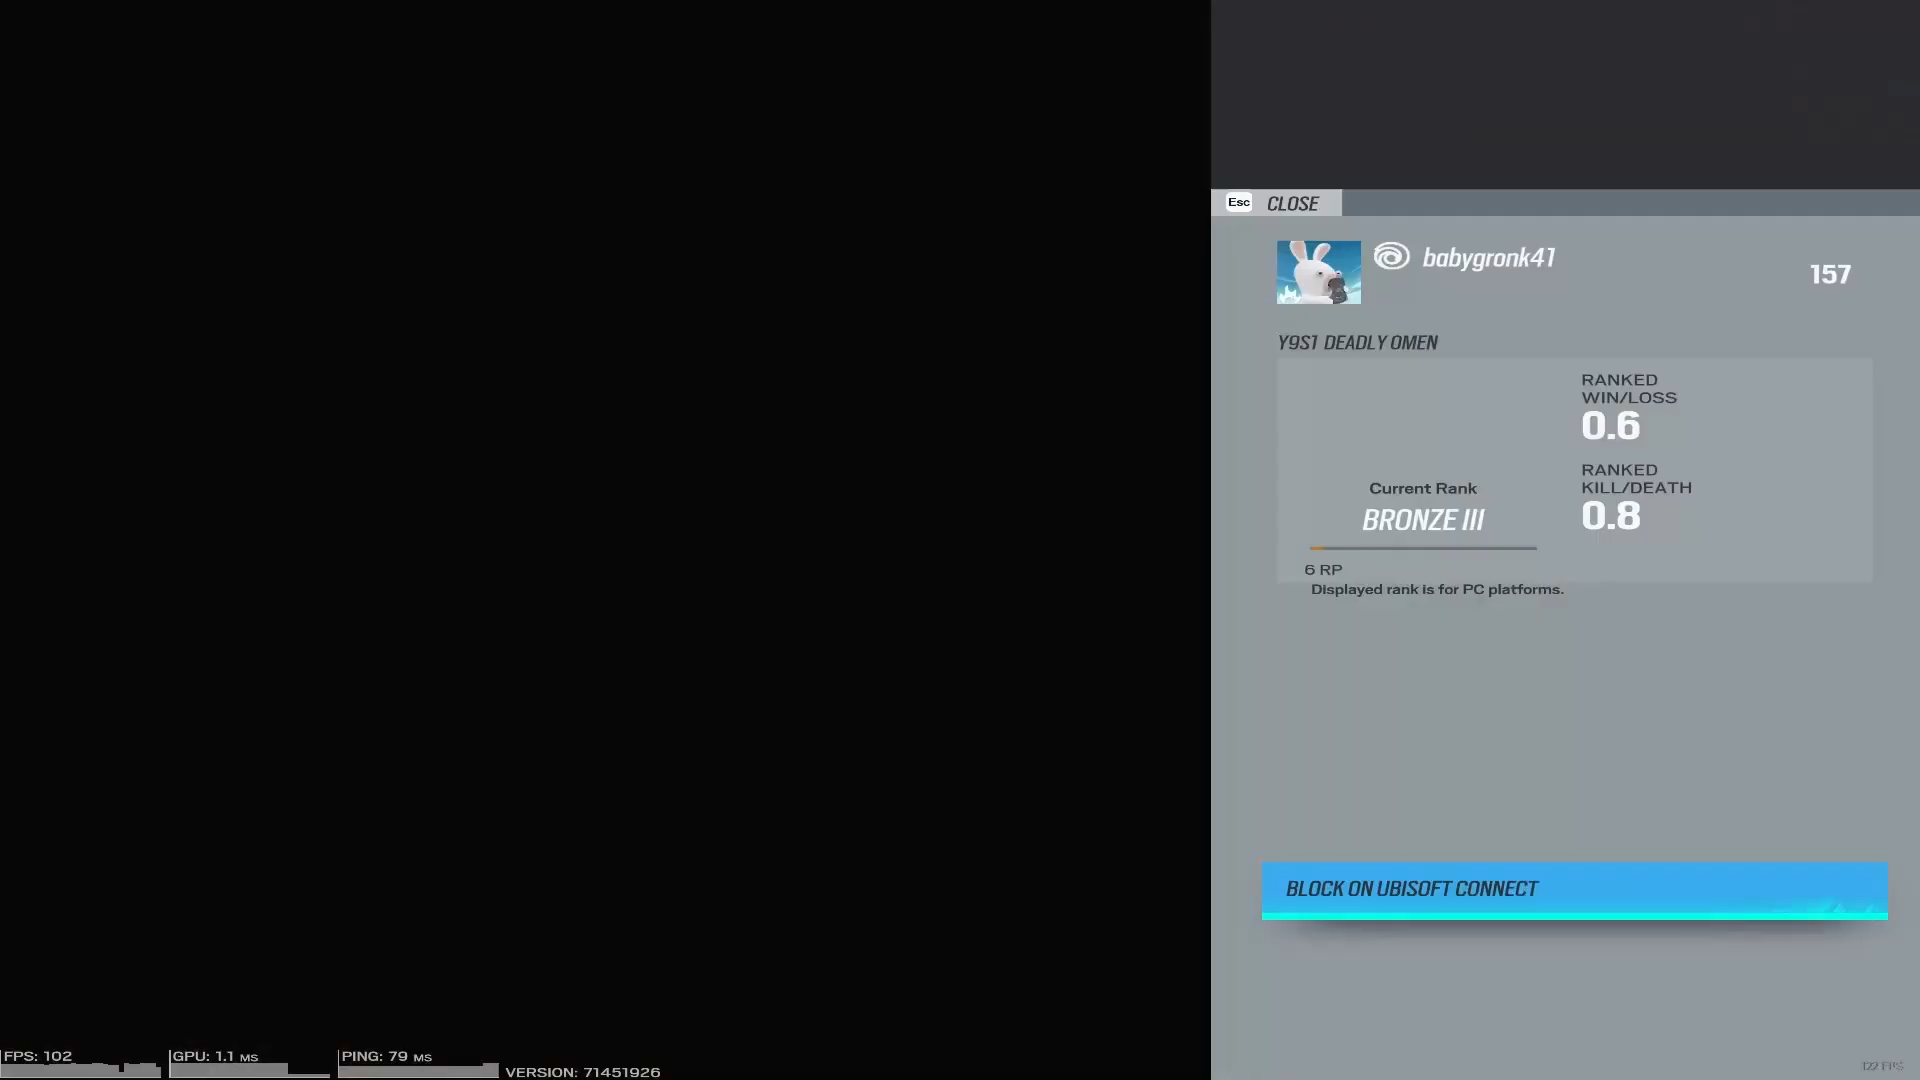 Esc CLOSE
babygronk41
157
Y9S1 DEADLY OMEN
RANKED
WIN/LOSS
0.6
Current Rank
BRONZE III
RANKED
KILL/DEATH
0.8
6 RP
Displayed rank is for PC platforms.
BLOCK ON UBISOFT CONNECT
FPS: 102 GPU: 1.1 MS PING: 79 MS
VERSION: 71451926
122 FPS